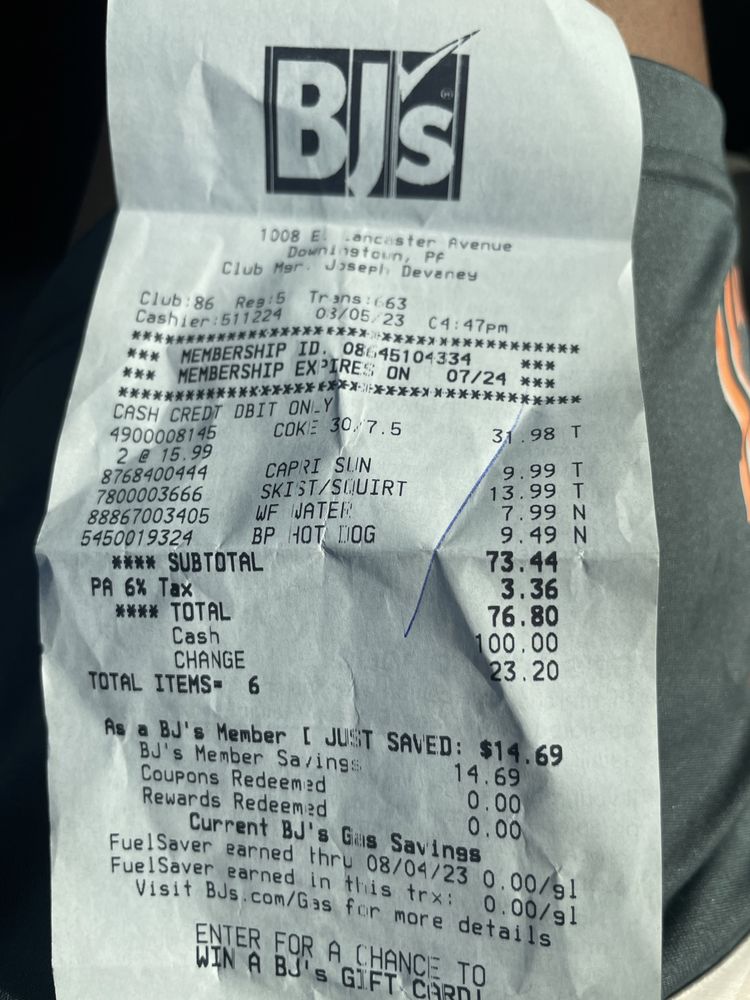 BJ's
1008 E. Lancaster Avenue
Downingtown, PA
Club Mgr. Joseph Devaney
Club:86 Reg:5 Trans:663
Cashier:511224 03/05/23 04:47pm
****************************************
*** MEMBERSHIP ID. 08645104334 ***
*** MEMBERSHIP EXPIRES ON 07/24 ***
****************************************
CASH CREDT DBIT ONLY
4900008145 COKE 30/7.5 31.98 T
2 @ 15.99
8768400444 CAPRI SUN 9.99 T
7800003666 SKIST/SQUIRT 13.99 T
88867003405 WF WATER 7.99 N
5450019324 BP HOT DOG 9.49 N
**** SUBTOTAL 73.44
PA 6% Tax 3.36
**** TOTAL 76.80
Cash 100.00
CHANGE 23.20
TOTAL ITEMS= 6
As a BJ's Member I JUST SAVED: $14.69
BJ's Member Savings 14.69
Coupons Redeemed 0.00
Rewards Redeemed 0.00
Current BJ's Gas Savings
FuelSaver earned thru 08/04/23 0.00/gl
FuelSaver earned in this trx: 0.00/gl
Visit BJs.com/Gas for more details
ENTER FOR A CHANCE TO
WIN A BJ's GIFT CARD!